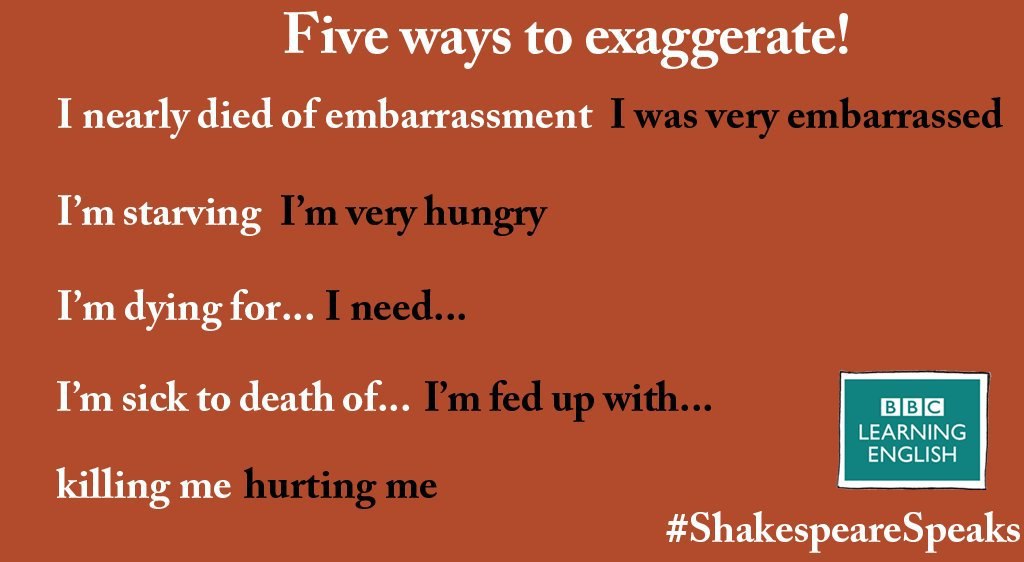 Five ways to exaggerate!
I nearly died of embarrassment I was very embarrassed
I'm starving I'm very hungry
I'm dying for... I need...
I'm sick to death of... I'm fed up with...
killing me hurting me
BBC
LEARNING
ENGLISH
#ShakespeareSpeaks